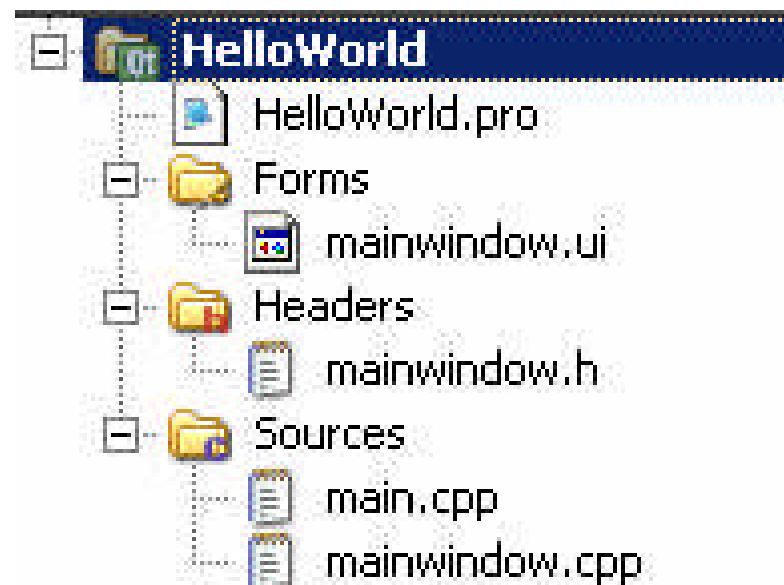 HelloWorld
HelloWorld.pro
Forms
mainwindow.ui
Headers
mainwindow.h
Sources
main.cpp
mainwindow.cpp